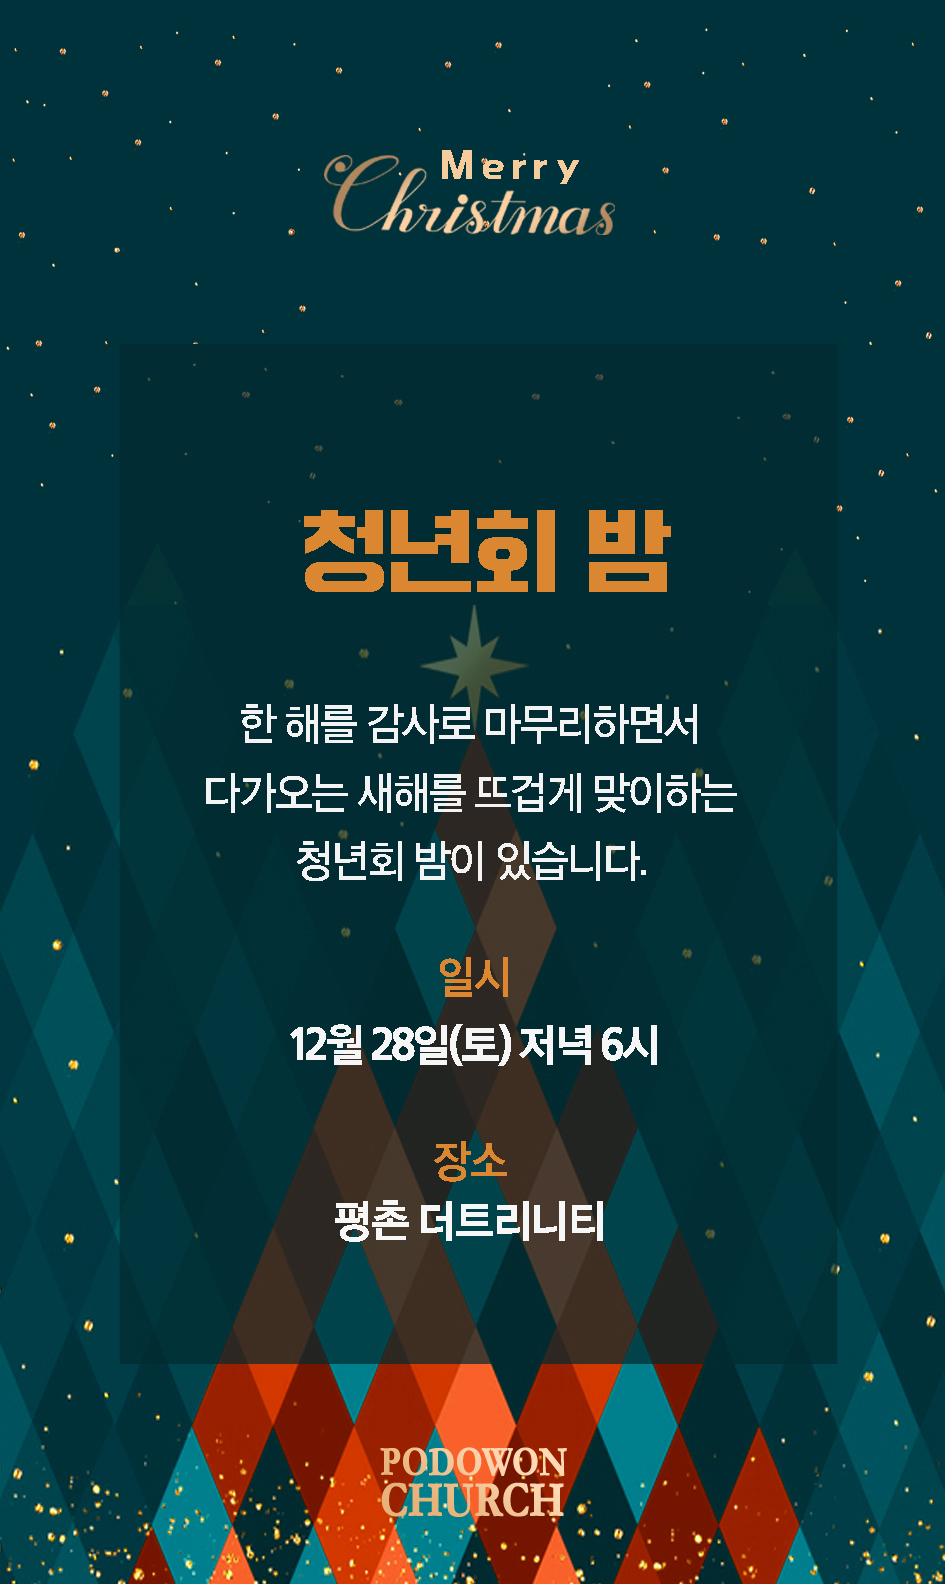 Merry
Christmas
청년회 밤
한 해를 감사로 마무리하면서
다가오는 새해를 뜨겁게 맞이하는
청년회 밤이 있습니다.
일시
12월 28일(토) 저녁 6시
장소
평촌 더트리니티
PODOWON
CHURCH